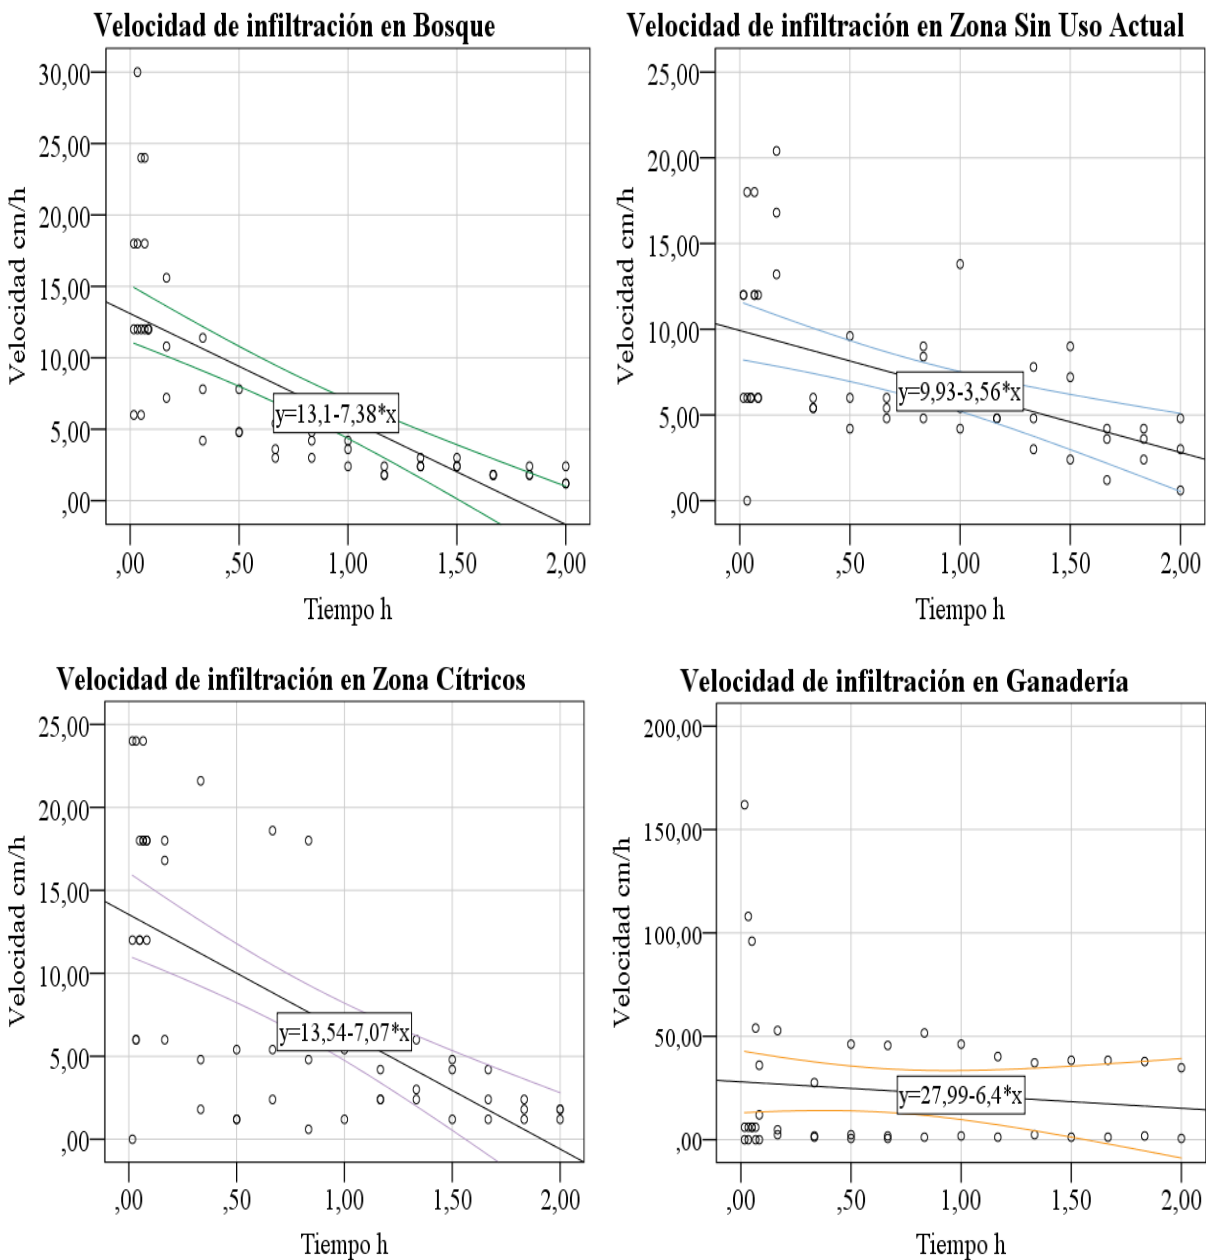 Velocidad de infiltración en Bosque
30,00
25,00
20,00
15,00
10,00
5,00
,00
Velocidad cm/h
y=13,1-7,38*x
,00 ,50 1,00 1,50 2,00
Tiempo h
Velocidad de infiltración en Zona Sin Uso Actual
25,00
20,00
15,00
10,00
5,00
,00
Velocidad cm/h
y=9,93-3,56*x
,00 ,50 1,00 1,50 2,00
Tiempo h
Velocidad de infiltración en Zona Cítricos
25,00
20,00
15,00
10,00
5,00
,00
Velocidad cm/h
y=13,54-7,07*x
,00 ,50 1,00 1,50 2,00
Tiempo h
Velocidad de infiltración en Ganadería
200,00
150,00
100,00
50,00
,00
Velocidad cm/h
y=27,99-6,4*x
,00 ,50 1,00 1,50 2,00
Tiempo h